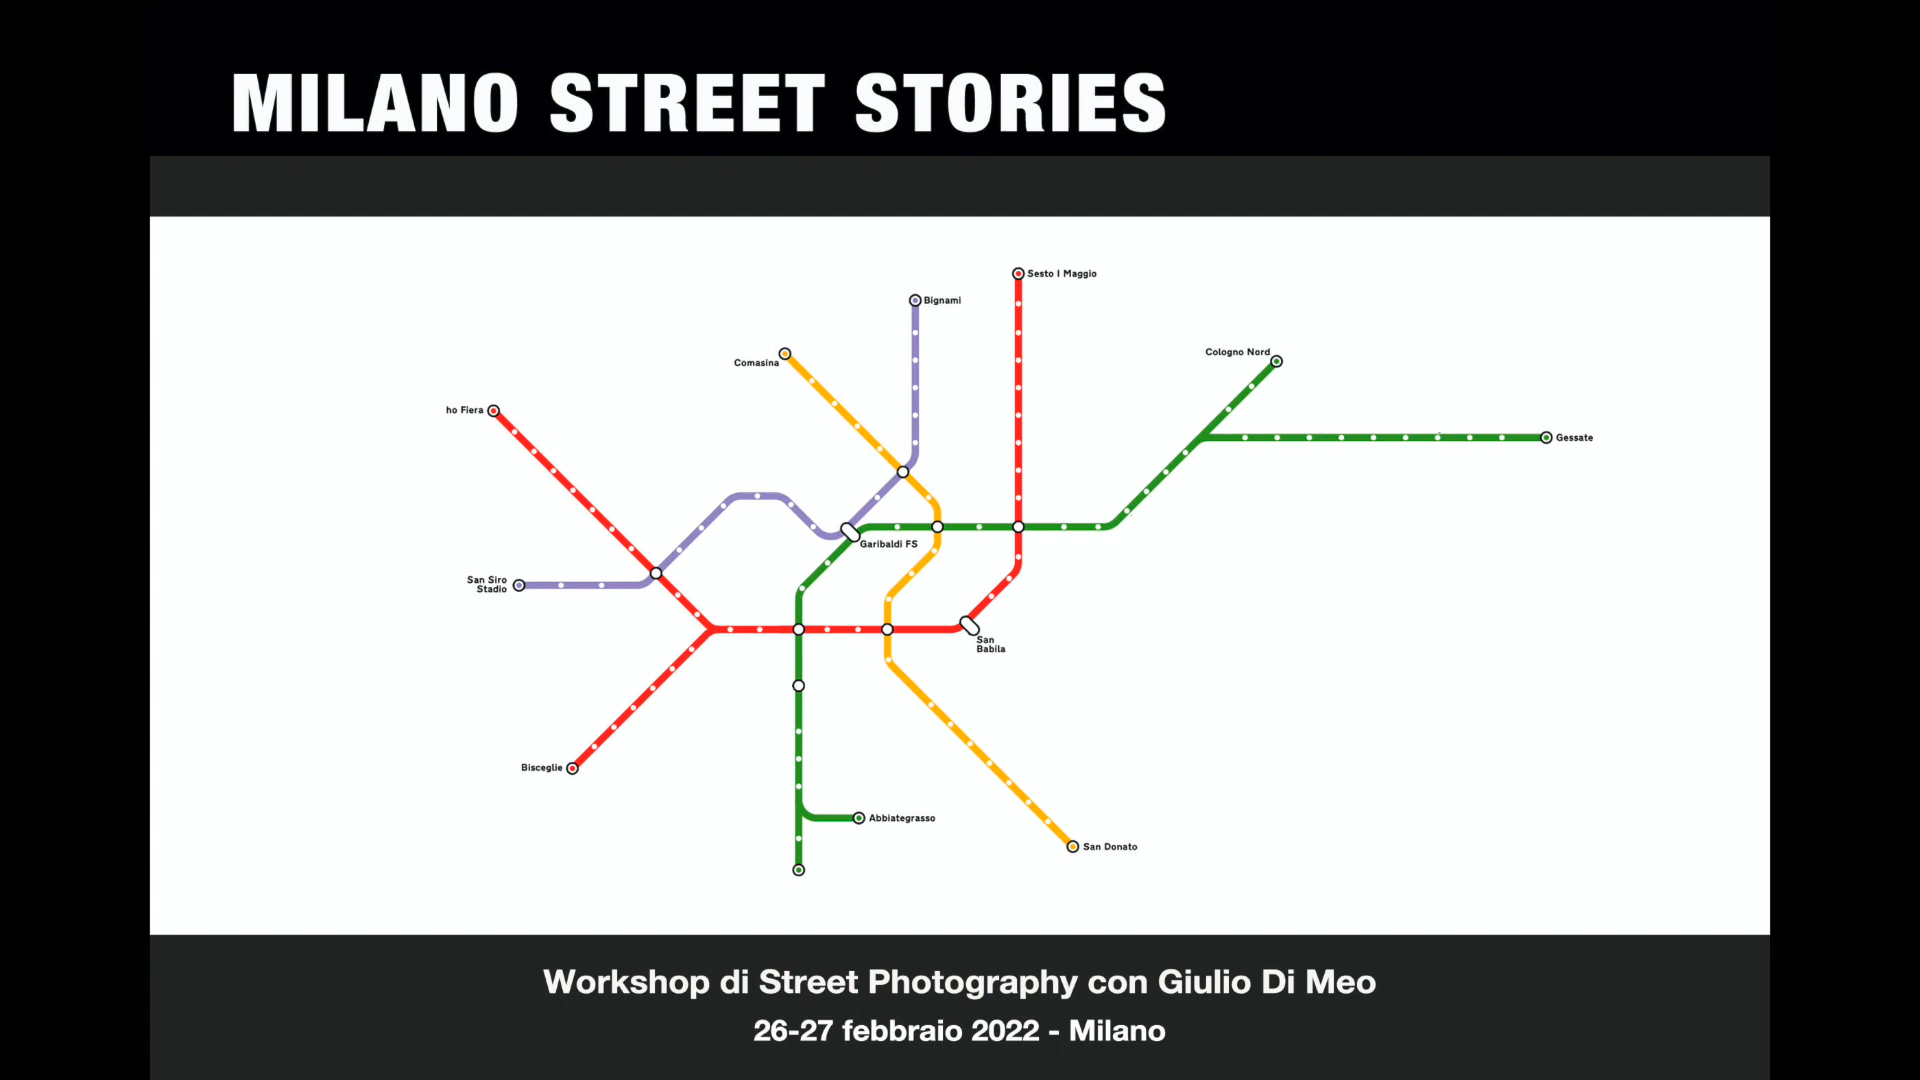 MILANO STREET STORIES
Sesto I Maggio
Bignami
Cologno Nord
Comasina
ho Fiera
Gessate
Garibaldi FS
San Siro
Stadio
San
Babila
Bisceglie
Abbiategrasso
San Donato
Workshop di Street Photography con Giulio Di Meo
26-27 febbraio 2022 - Milano